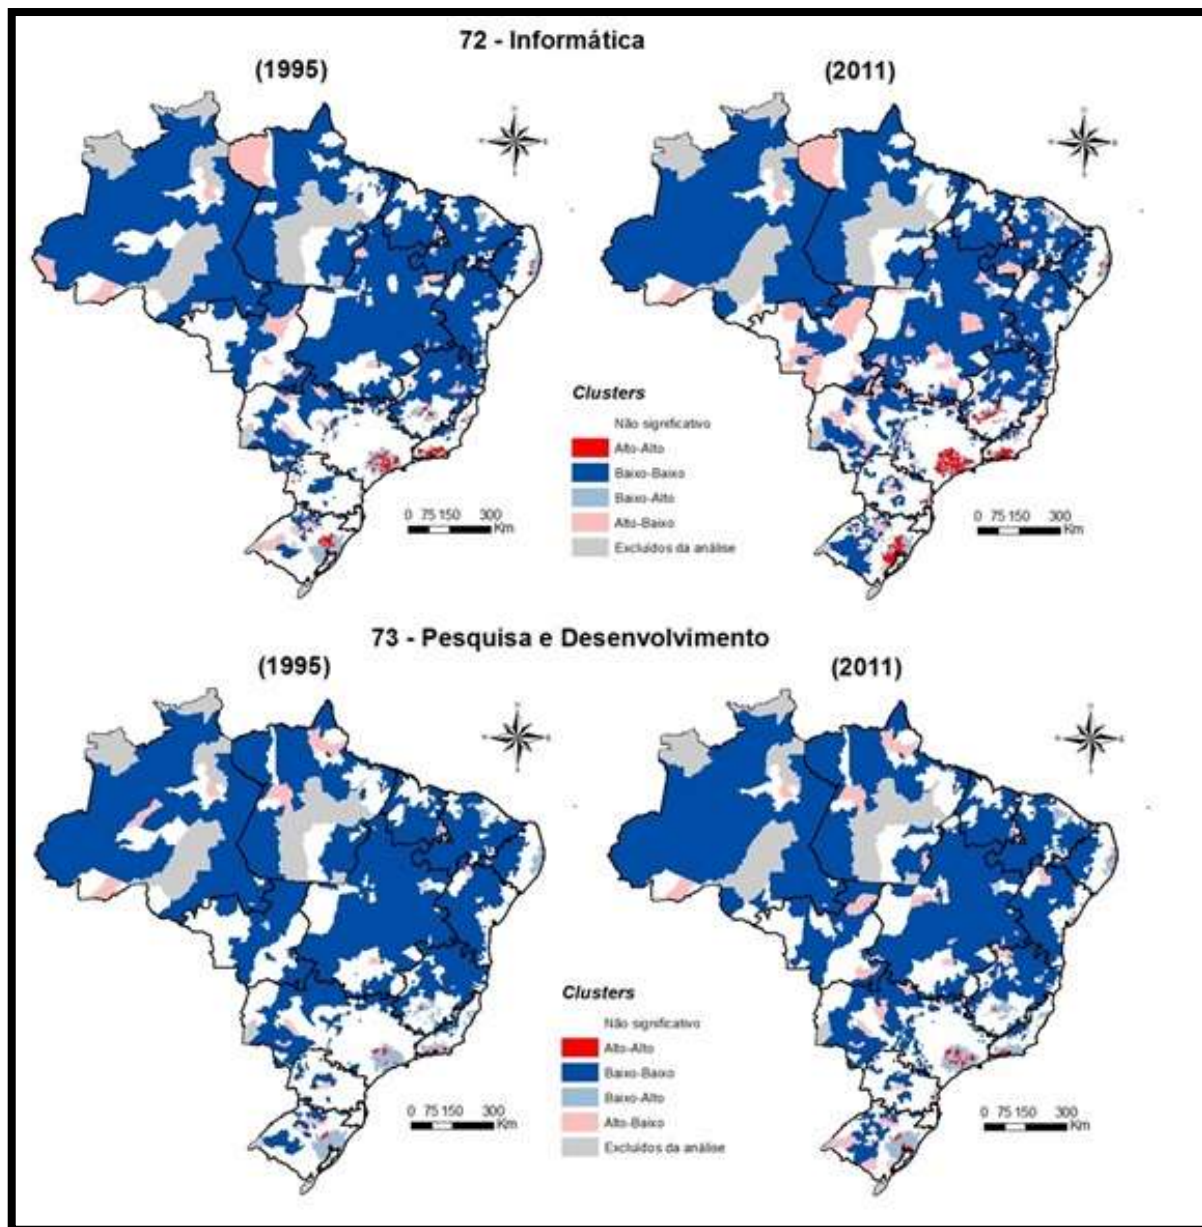 72 - Informática
(1995)
(2011)
Clusters
Não significativo
Alto-Alto
Baixo-Baixo
Baixo-Alto
Alto-Baixo
Excluídos da análise
0 75 150 300
Km
0 75 150 300
Km
73 - Pesquisa e Desenvolvimento
(1995)
(2011)
Clusters
Não significativo
Alto-Alto
Baixo-Baixo
Baixo-Alto
Alto-Baixo
Excluídos da análise
0 75 150 300
Km
0 75 150 300
Km